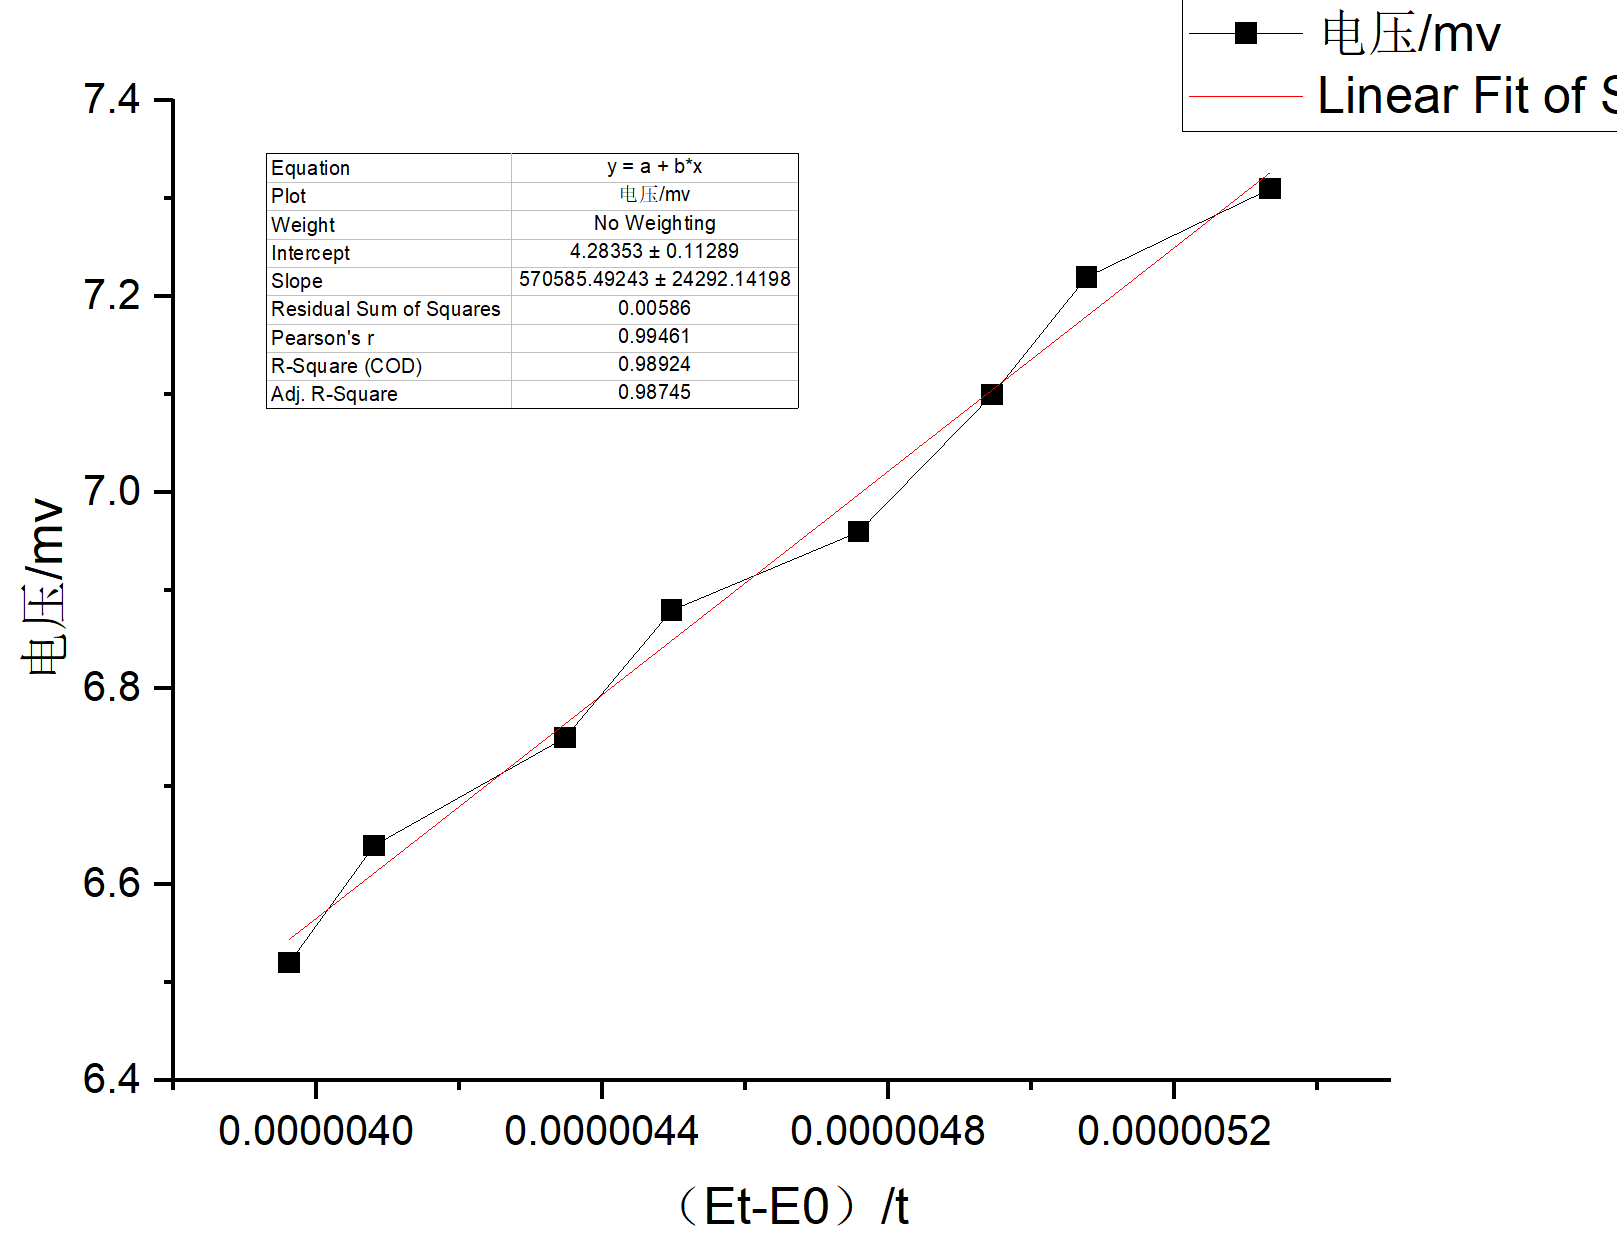 电压/mv
Linear Fit of S
7.4
7.2
7.0
6.8
6.6
6.4
电压/mv
Equation y = a + b*x
Plot 电压/mv
Weight No Weighting
Intercept 4.28353 ± 0.11289
Slope 570585.49243 ± 24292.14198
Residual Sum of Squares 0.00586
Pearson's r 0.99461
R-Square (COD) 0.98924
Adj. R-Square 0.98745
0.0000040 0.0000044 0.0000048 0.0000052
（Et-E0）/t